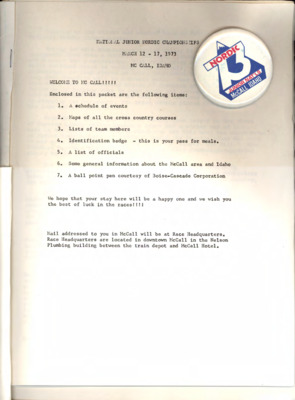 NATIONAL JUNIOR NORDIC CHAMPIONSHIPS
MARCH 12 - 17, 1973
MC CALL, IDAHO
WELCOME TO MC CALL!!!!!
Enclosed in this packet are the following items:
1. A schedule of events
2. Maps of all the cross country courses
3. Lists of team members
4. Identification badge - this is your pass for meals.
5. A list of officials
6. Some general information about the McCall area and Idaho
7. A ball print pen courtesy of Boise-Cascade Corporation
We hope that your stay here will be a happy one and we wish you
the best of luck in the races!!!!
Mail addressed to you in McCall will be at Race Headquarters.
Race Headquarters are located in downtown McCall in the Nelson
Plumbing building between the train depot and McCall Hotel.
NORDIC
McCALL IDAHO